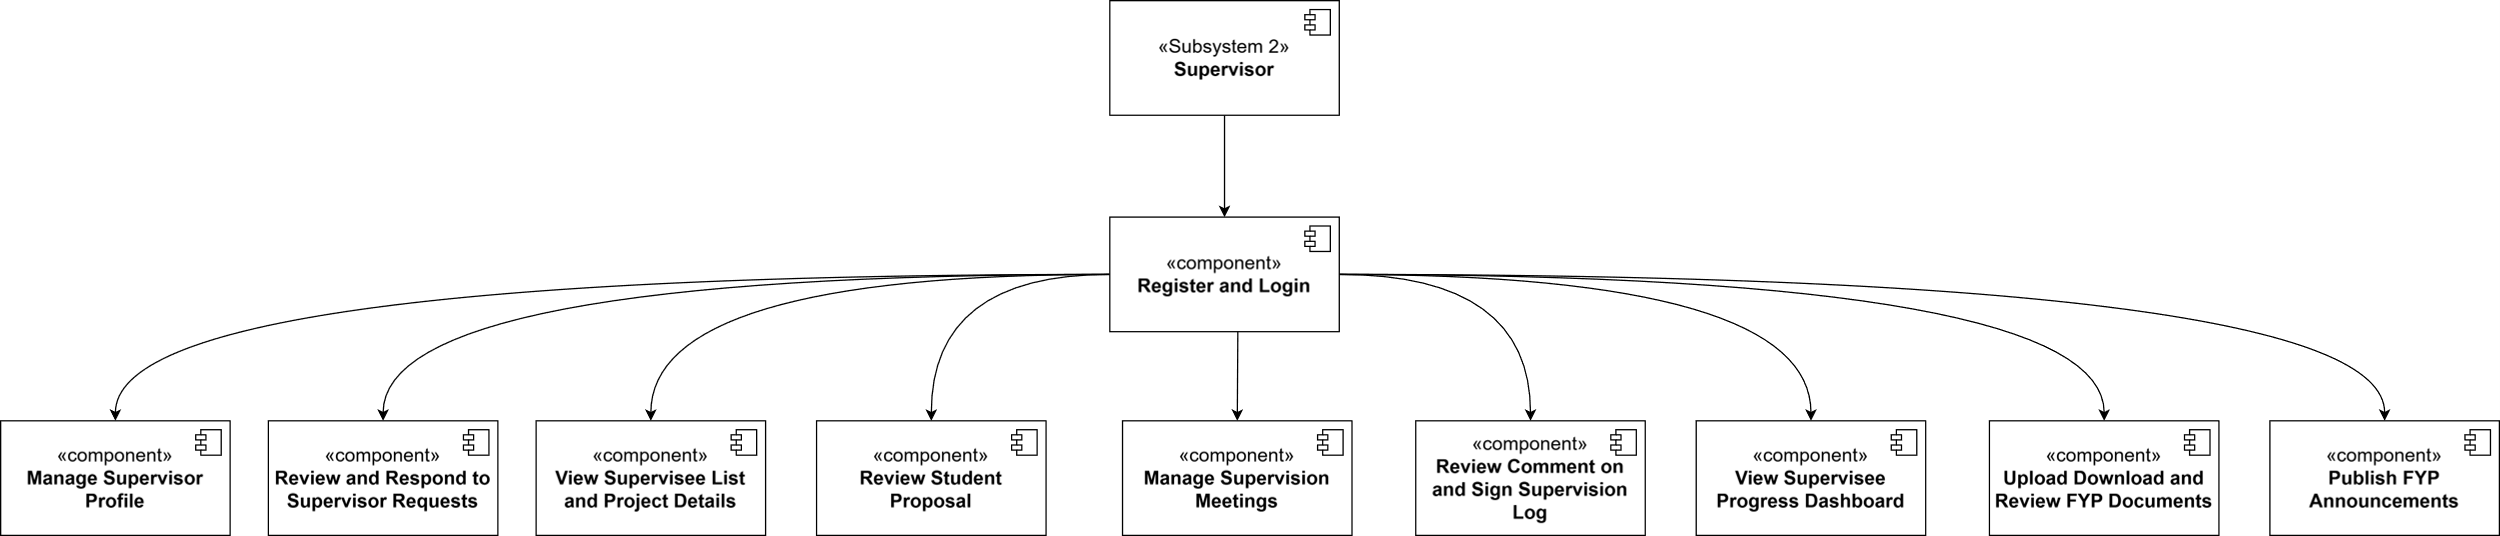 «Subsystem 2»
Supervisor
«component»
Register and Login
«component»
Manage Supervisor
Profile
«component»
Review and Respond to
Supervisor Requests
«component»
View Supervisee List
and Project Details
«component»
Review Student
Proposal
«component»
Manage Supervision
Meetings
«component»
Review Comment on
and Sign Supervision
Log
«component»
View Supervisee
Progress Dashboard
«component»
Upload Download and
Review FYP Documents
«component»
Publish FYP
Announcements